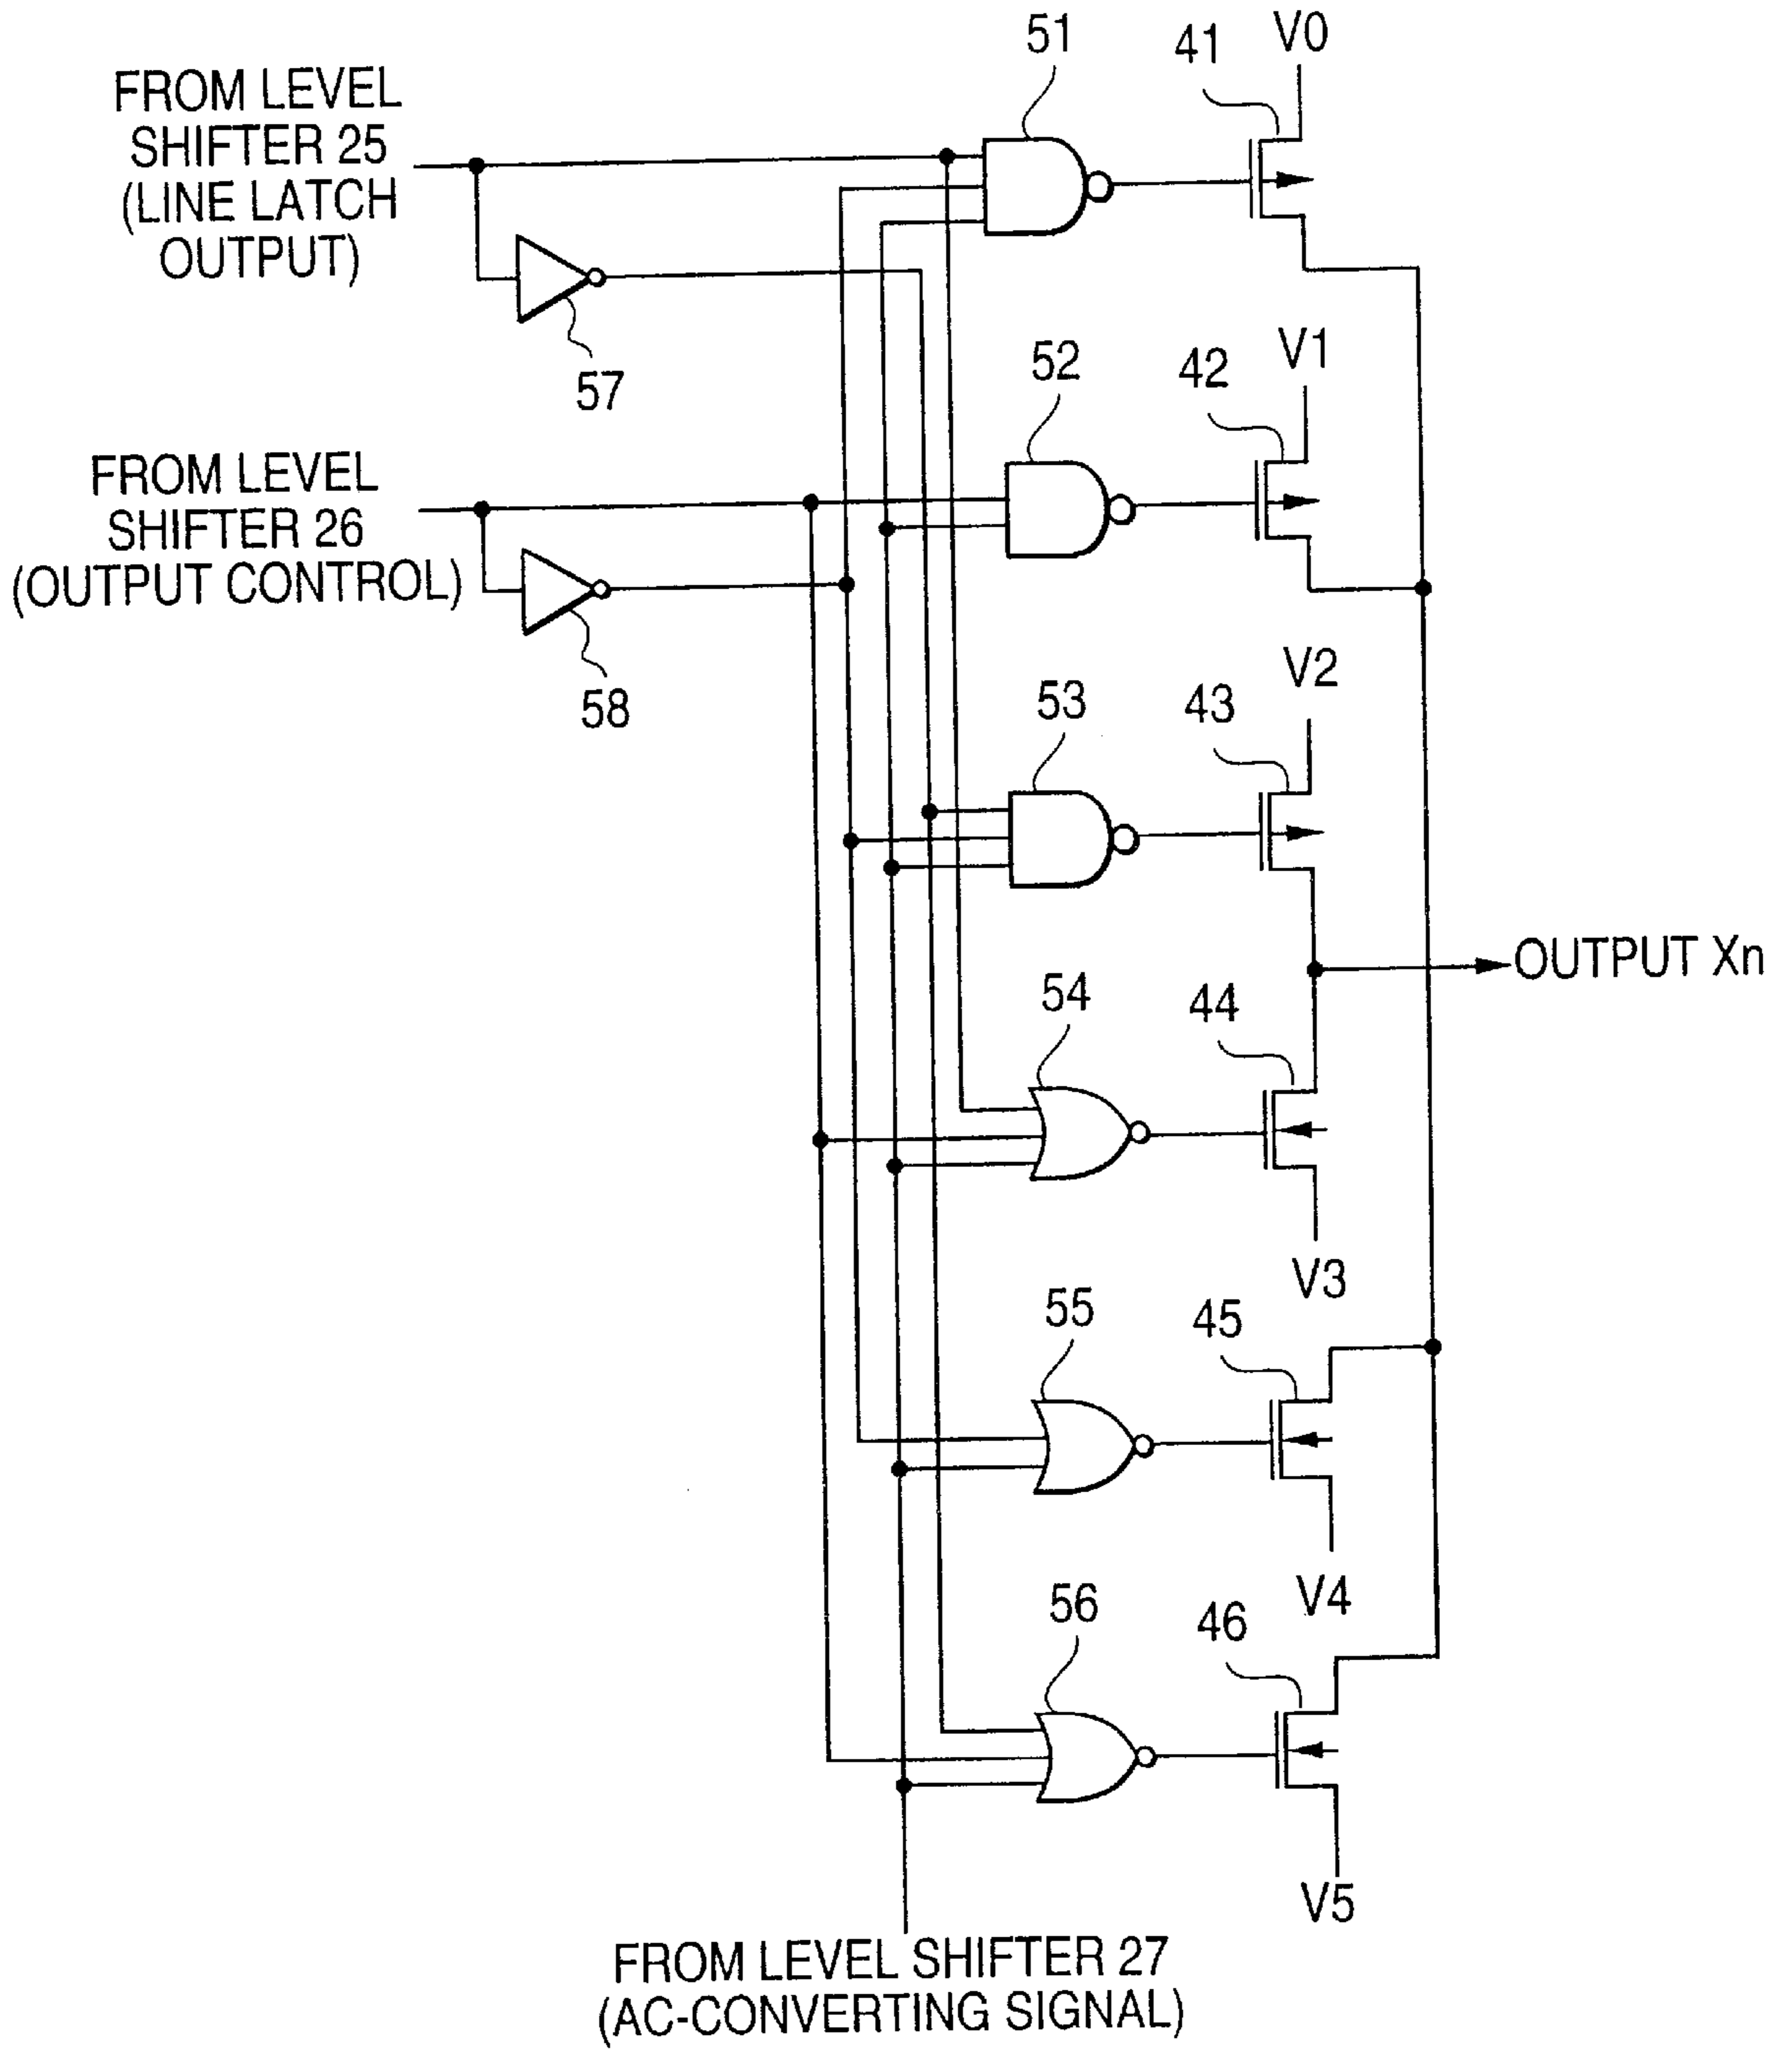 51
41
V0
FROM LEVEL
SHIFTER 25
(LINE LATCH
OUTPUT)
57
52
42
V1
FROM LEVEL
SHIFTER 26
(OUTPUT CONTROL)
58
53
43
V2
OUTPUT Xn
54
44
V3
55
45
V4
56
46
V5
FROM LEVEL SHIFTER 27
(AC-CONVERTING SIGNAL)